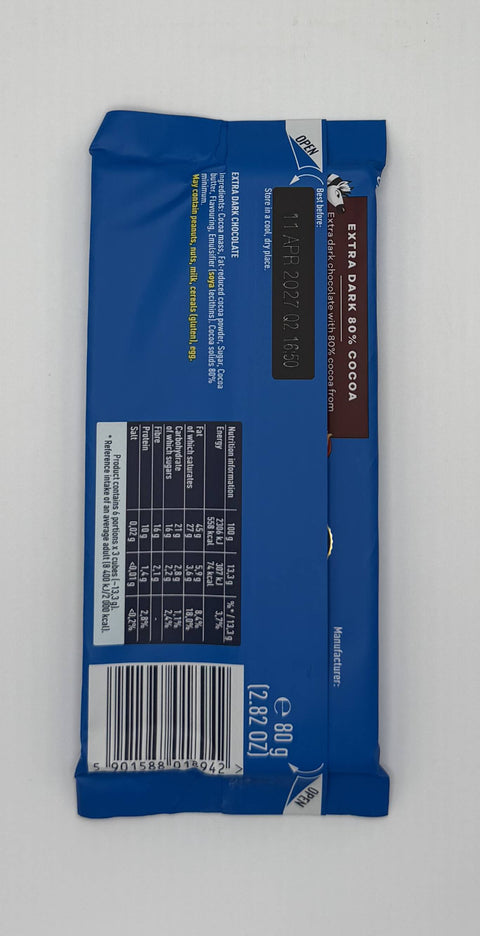 EXTRA DARK 80% COCOA
Extra dark chocolate with 80% cocoa from
OPEN
Best before:
11 APR 2027 02 16:50
Store in a cool, dry place.
EXTRA DARK CHOCOLATE
Ingredients: Cocoa mass, Fat-reduced cocoa powder, Sugar, Cocoa
butter, Flavouring, Emulsifier (soya lecithins). Cocoa solids 80%
minimum.
May contain peanuts, nuts, milk, cereals (gluten), egg.
Nutrition information 100 g 13,3 g %* / 13,3 g
Energy 2306 kJ 307 kJ
558 kcal 74 kcal 3,7%
Fat 45 g 5,9 g 8,4%
of which saturates 27 g 3,6 g 18,0%
Carbohydrate 21 g 2,8 g 1,1%
of which sugars 16 g 2,2 g 2,4%
Fibre 16 g 2,1 g -
Protein 10 g 1,4 g 2,8%
Salt 0,02 g <0,01 g <0,2%
Product contains 6 portions x 3 cubes (~13,3 g).
* Reference intake of an average adult (8 400 kJ/2 000 kcal).
Manufacturer:
e 80 g
(2.82 OZ)
OPEN
5 901588 018942 >